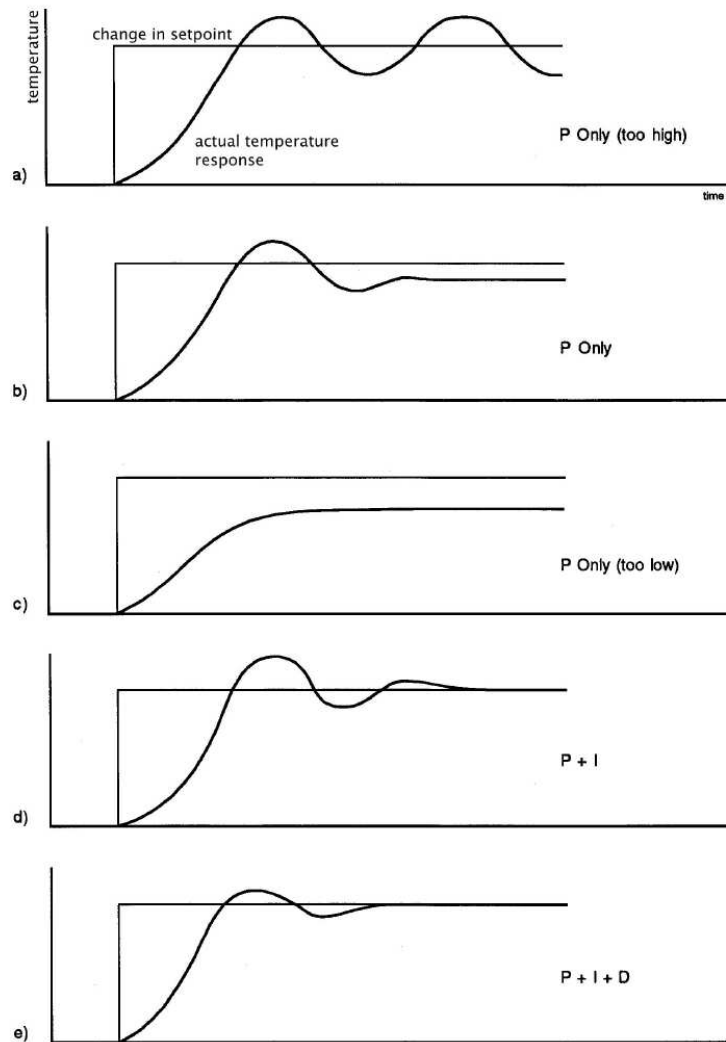 temperature
change in setpoint
actual temperature
response
P Only (too high)
a)
time
P Only
b)
P Only (too low)
c)
P + I
d)
P + I + D
e)